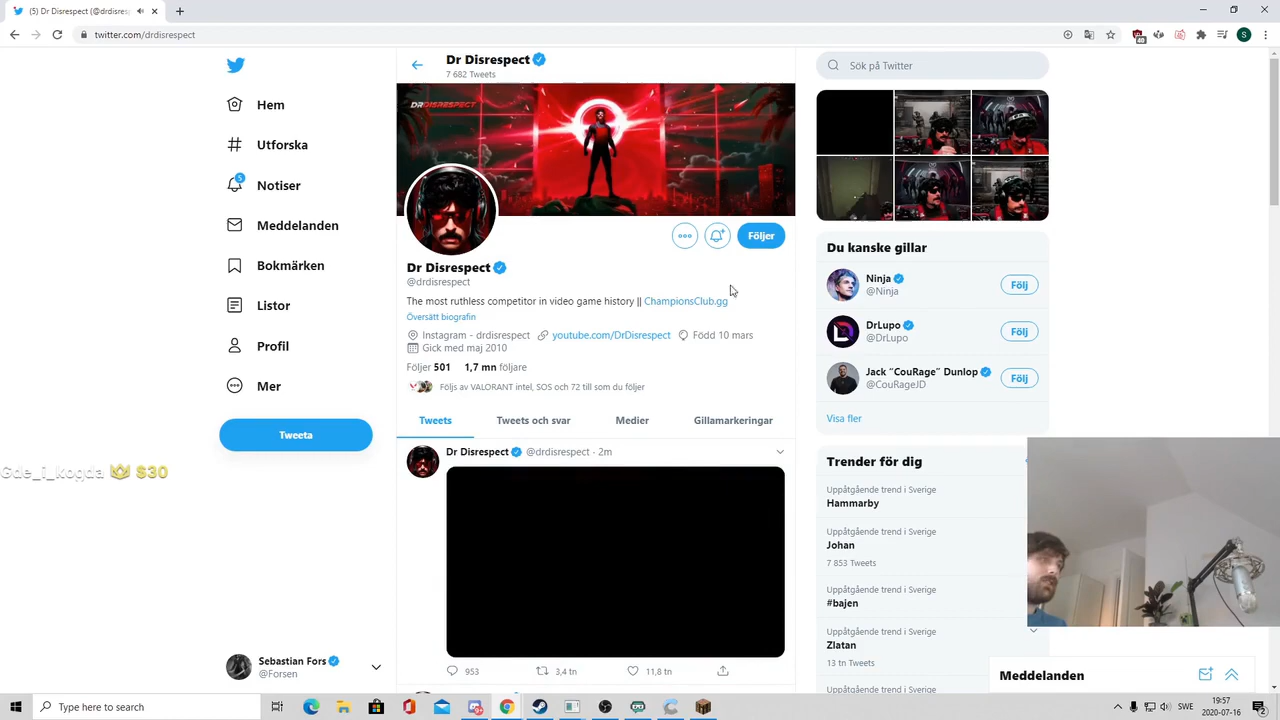 (5) Dr Disrespect (@drdisres
twitter.com/drdisrespect
40
S
Dr Disrespect
7 682 Tweets
Sök på Twitter
DRDISRESPECT
Hem
Utforska
5
Notiser
Meddelanden
Bokmärken
Listor
Profil
Mer
Tweeta
Följer
Dr Disrespect
@drdisrespect
The most ruthless competitor in video game history || ChampionsClub.gg
Översätt biografin
Instagram - drdisrespect youtube.com/DrDisrespect Född 10 mars
Gick med maj 2010
Följer 501 1,7 mn följare
Följs av VALORANT intel, SOS och 72 till som du följer
Tweets Tweets och svar Medier Gillamarkeringar
Dr Disrespect @drdisrespect · 2m
953 3,4 tn 11,8 tn
Du kanske gillar
Ninja
@Ninja
Följ
DrLupo
@DrLupo
Följ
Jack “CouRage” Dunlop
@CouRageJD
Följ
Visa fler
Trender för dig
Uppåtgående trend i Sverige
Hammarby
Uppåtgående trend i Sverige
Johan
7 853 Tweets
Uppåtgående trend i Sverige
#bajen
Uppåtgående trend i Sverige
Zlatan
13 tn Tweets
Uppåtgående trend i Sverige
Meddelanden
Gde_i_koqda $30
Sebastian Fors
@Forsen
Type here to search
SWE
19:57
2020-07-16
2